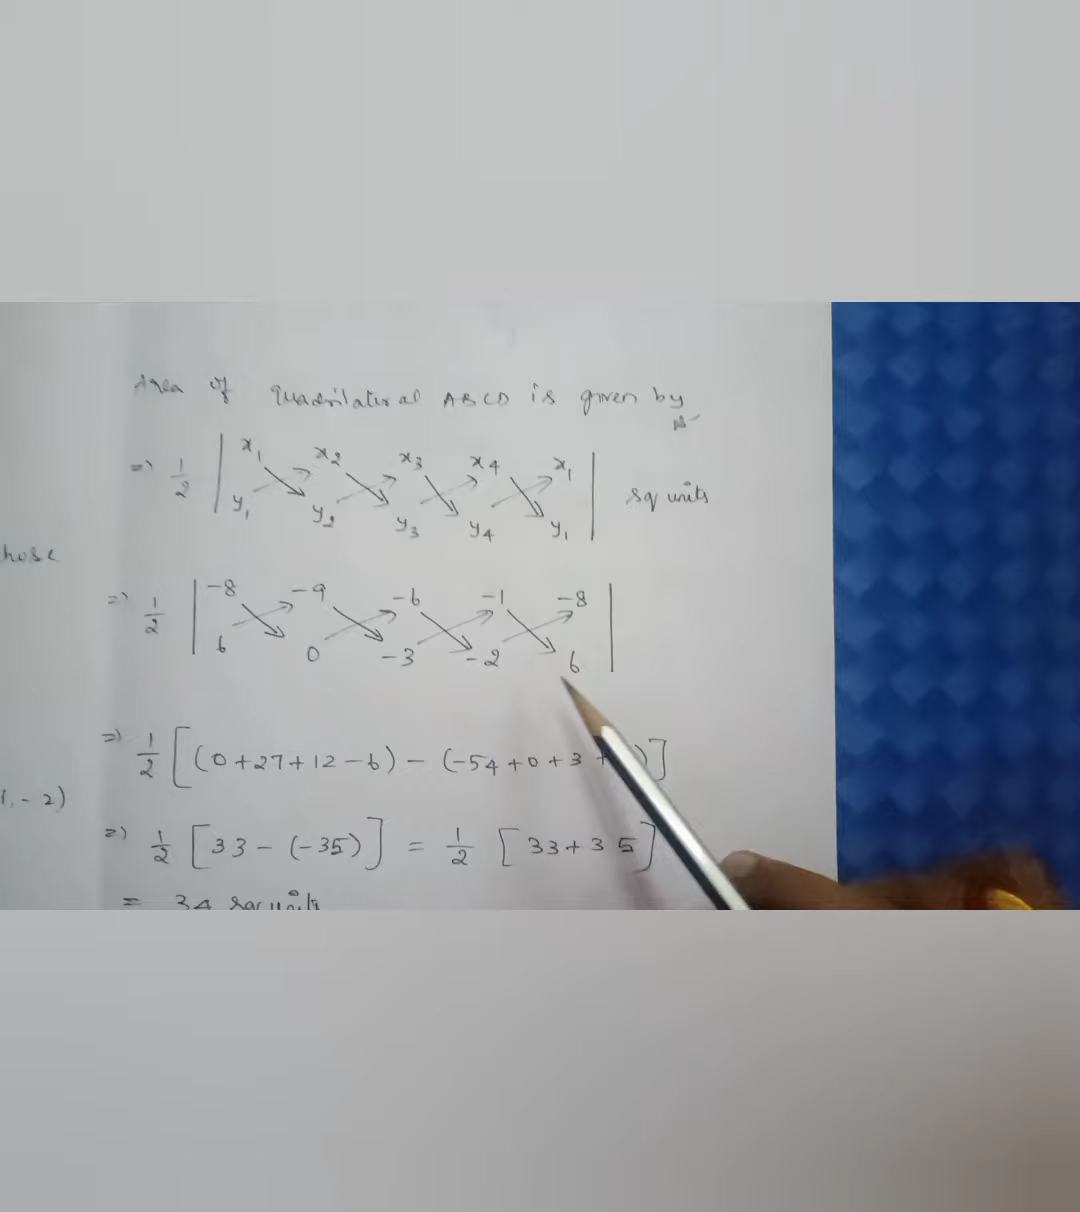 Area of Quadrilateral ABCD is given by
=> 1/2 | x1 x2 x3 x4 x1 | sq units
y1 y2 y3 y4 y1
hose
=> 1/2 | -8 -9 -6 -1 -8 |
6 0 -3 -2 6
=> 1/2 [(0+27+12-6) - (-54+0+3+ )]
1, -2)
=> 1/2 [33-(-35)] = 1/2 [33+35]
= 34 sq units